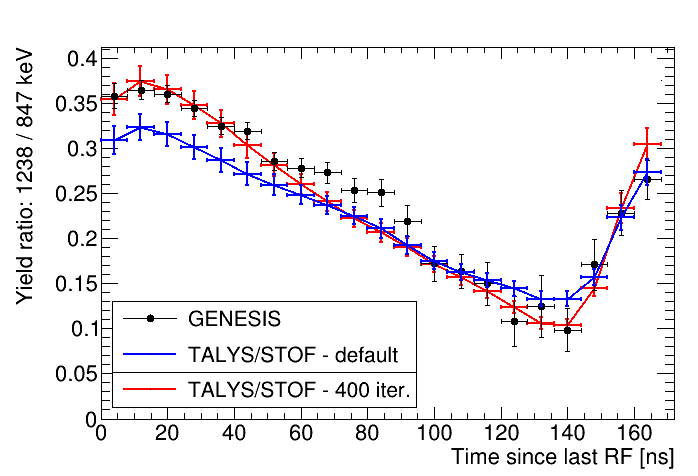 Yield ratio: 1238 / 847 keV
0.4
0.35
0.3
0.25
0.2
0.15
0.1
0.05
0
GENESIS
TALYS/STOF - default
TALYS/STOF - 400 iter.
0 20 40 60 80 100 120 140 160
Time since last RF [ns]